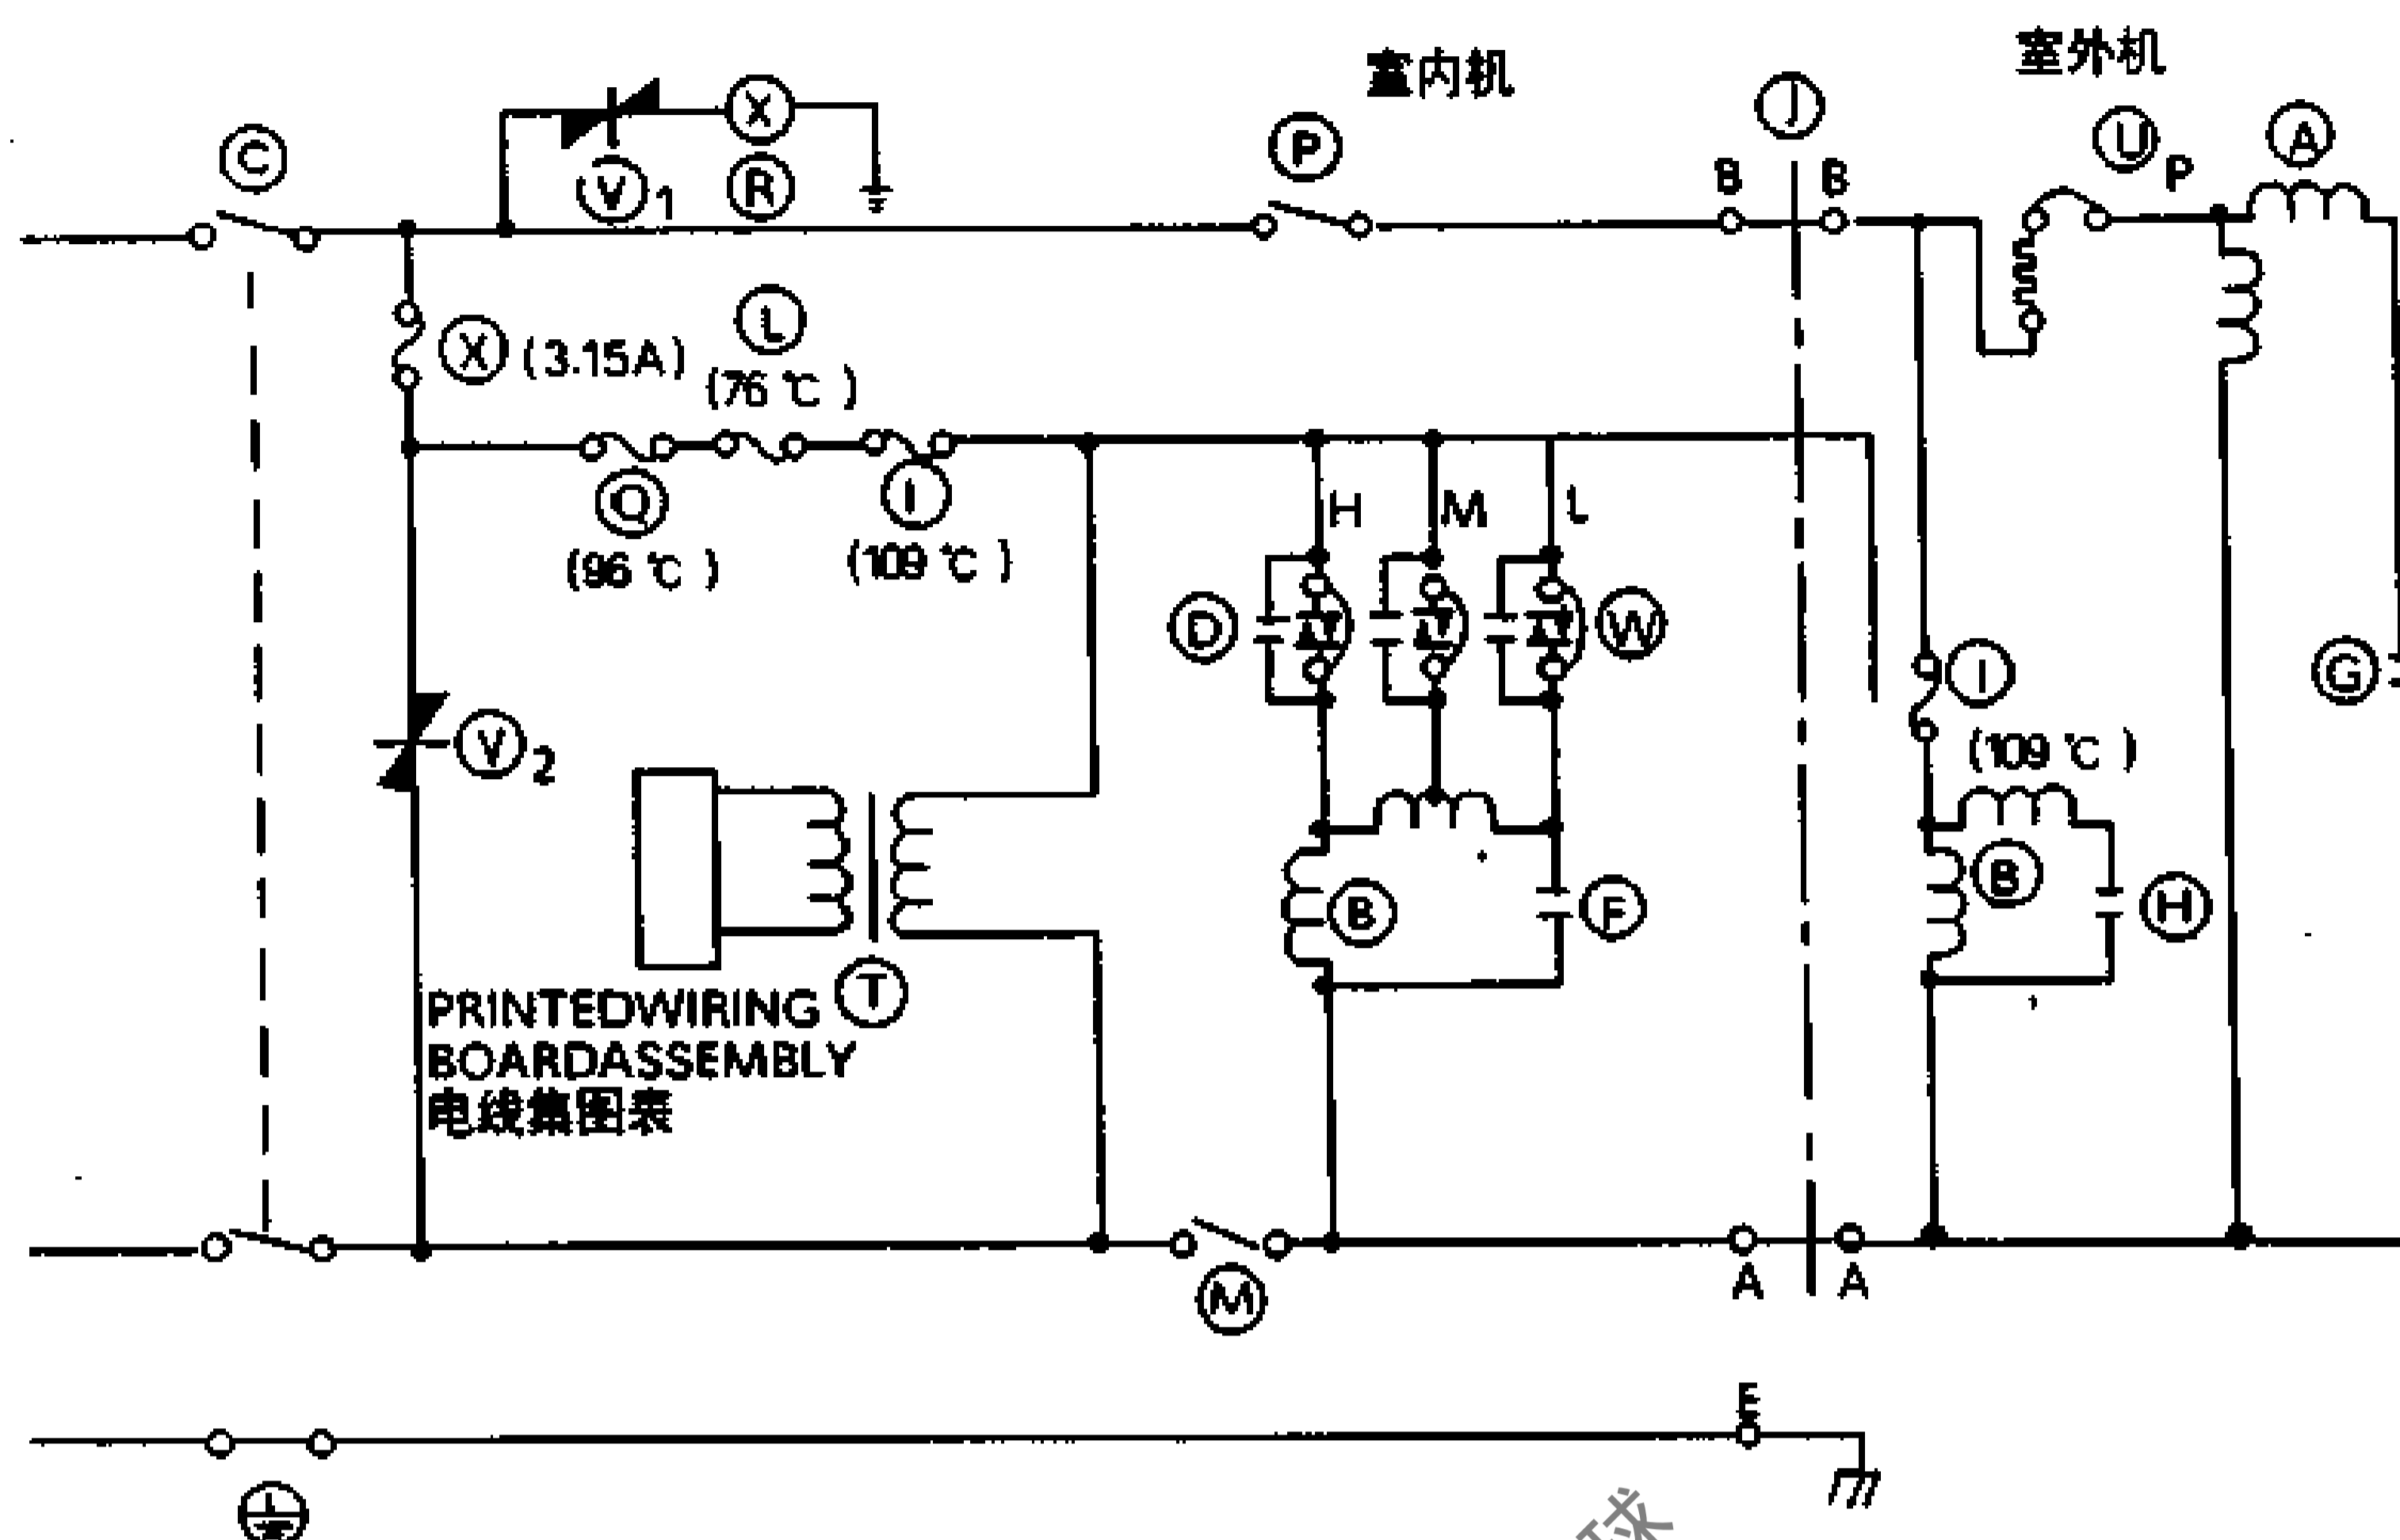 室内机
室外机
C
X
V1
R
P
J
B
B
U
P
A
X (3.15A)
L
(76℃)
Q
(96℃)
I
(109℃)
H
M
L
D
W
I
(109℃)
G
V2
B
F
B
H
T
PRINTEDWIRING
BOARDASSEMBLY
电线集图表
M
A
A
E
球